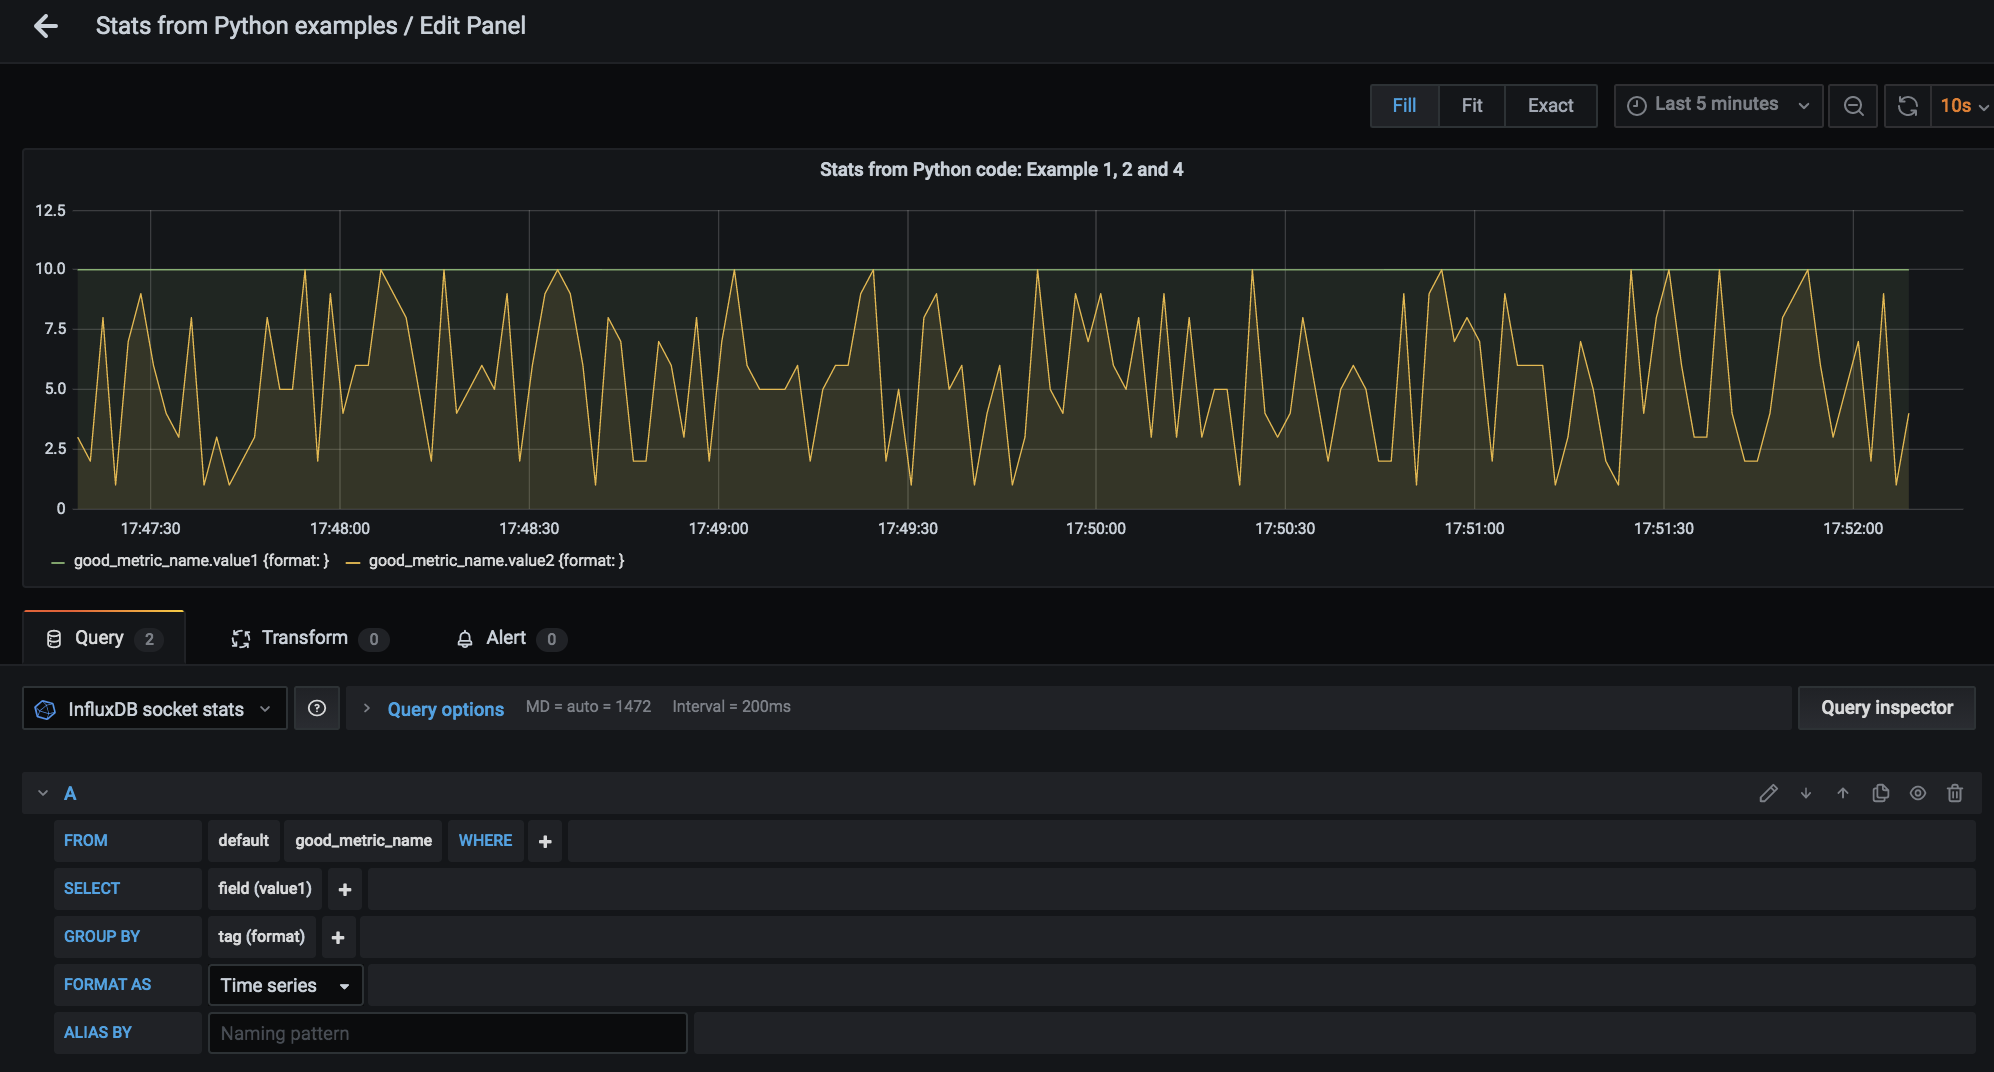 Stats from Python examples / Edit Panel
Fill Fit Exact Last 5 minutes 10s
Stats from Python code: Example 1, 2 and 4
12.5
10.0
7.5
5.0
2.5
0
17:47:30 17:48:00 17:48:30 17:49:00 17:49:30 17:50:00 17:50:30 17:51:00 17:51:30 17:52:00
good_metric_name.value1 {format: } good_metric_name.value2 {format: }
Query 2 Transform 0 Alert 0
InfluxDB socket stats Query options MD = auto = 1472 Interval = 200ms Query inspector
A
FROM default good_metric_name WHERE +
SELECT field (value1) +
GROUP BY tag (format) +
FORMAT AS Time series
ALIAS BY Naming pattern